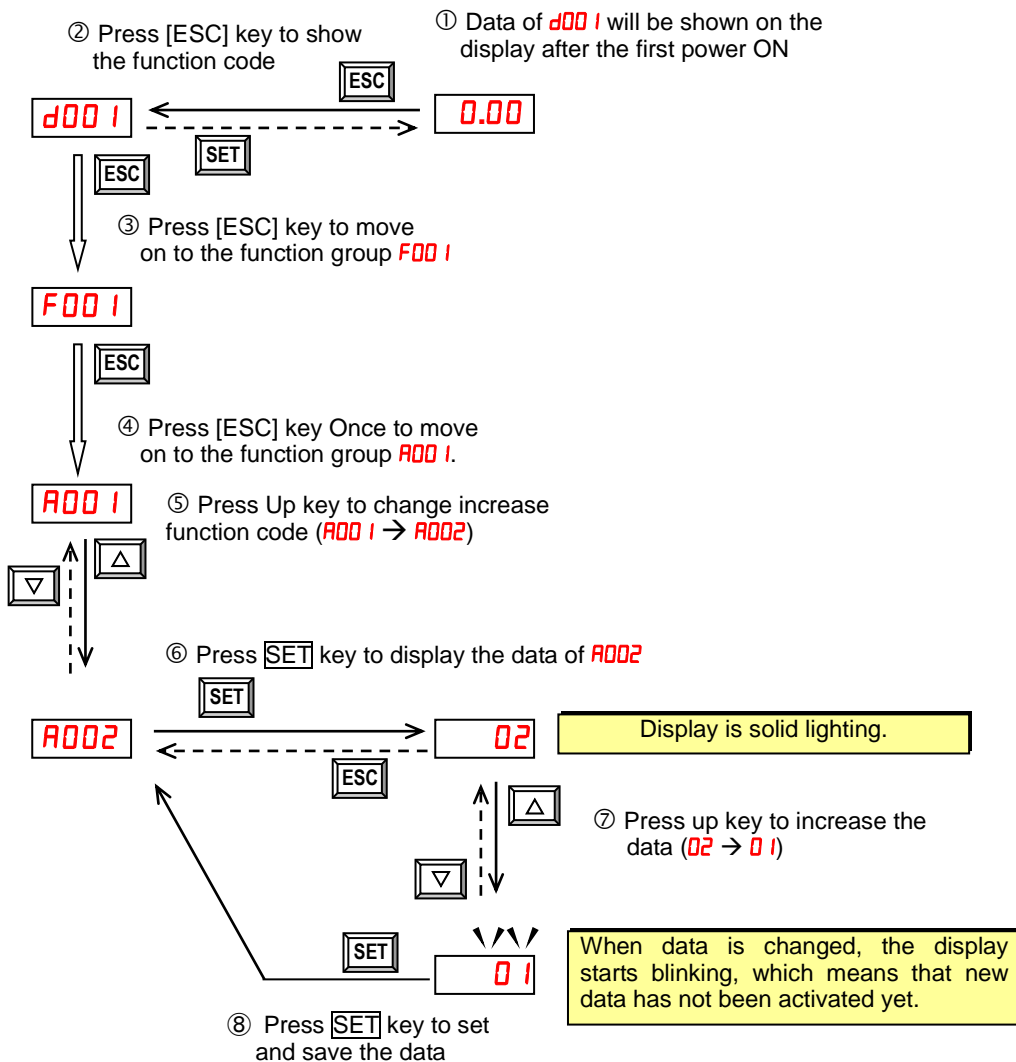 ② Press [ESC] key to show
the function code
① Data of d001 will be shown on the
display after the first power ON
ESC
d001
0.00
SET
ESC
③ Press [ESC] key to move
on to the function group F001
F001
ESC
④ Press [ESC] key Once to move
on to the function group A001.
A001
⑤ Press Up key to change increase
function code (A001 → A002)
⑥ Press SET key to display the data of A002
SET
A002
02
Display is solid lighting.
ESC
⑦ Press up key to increase the
data (02 → 01)
SET
01
When data is changed, the display
starts blinking, which means that new
data has not been activated yet.
⑧ Press SET key to set
and save the data